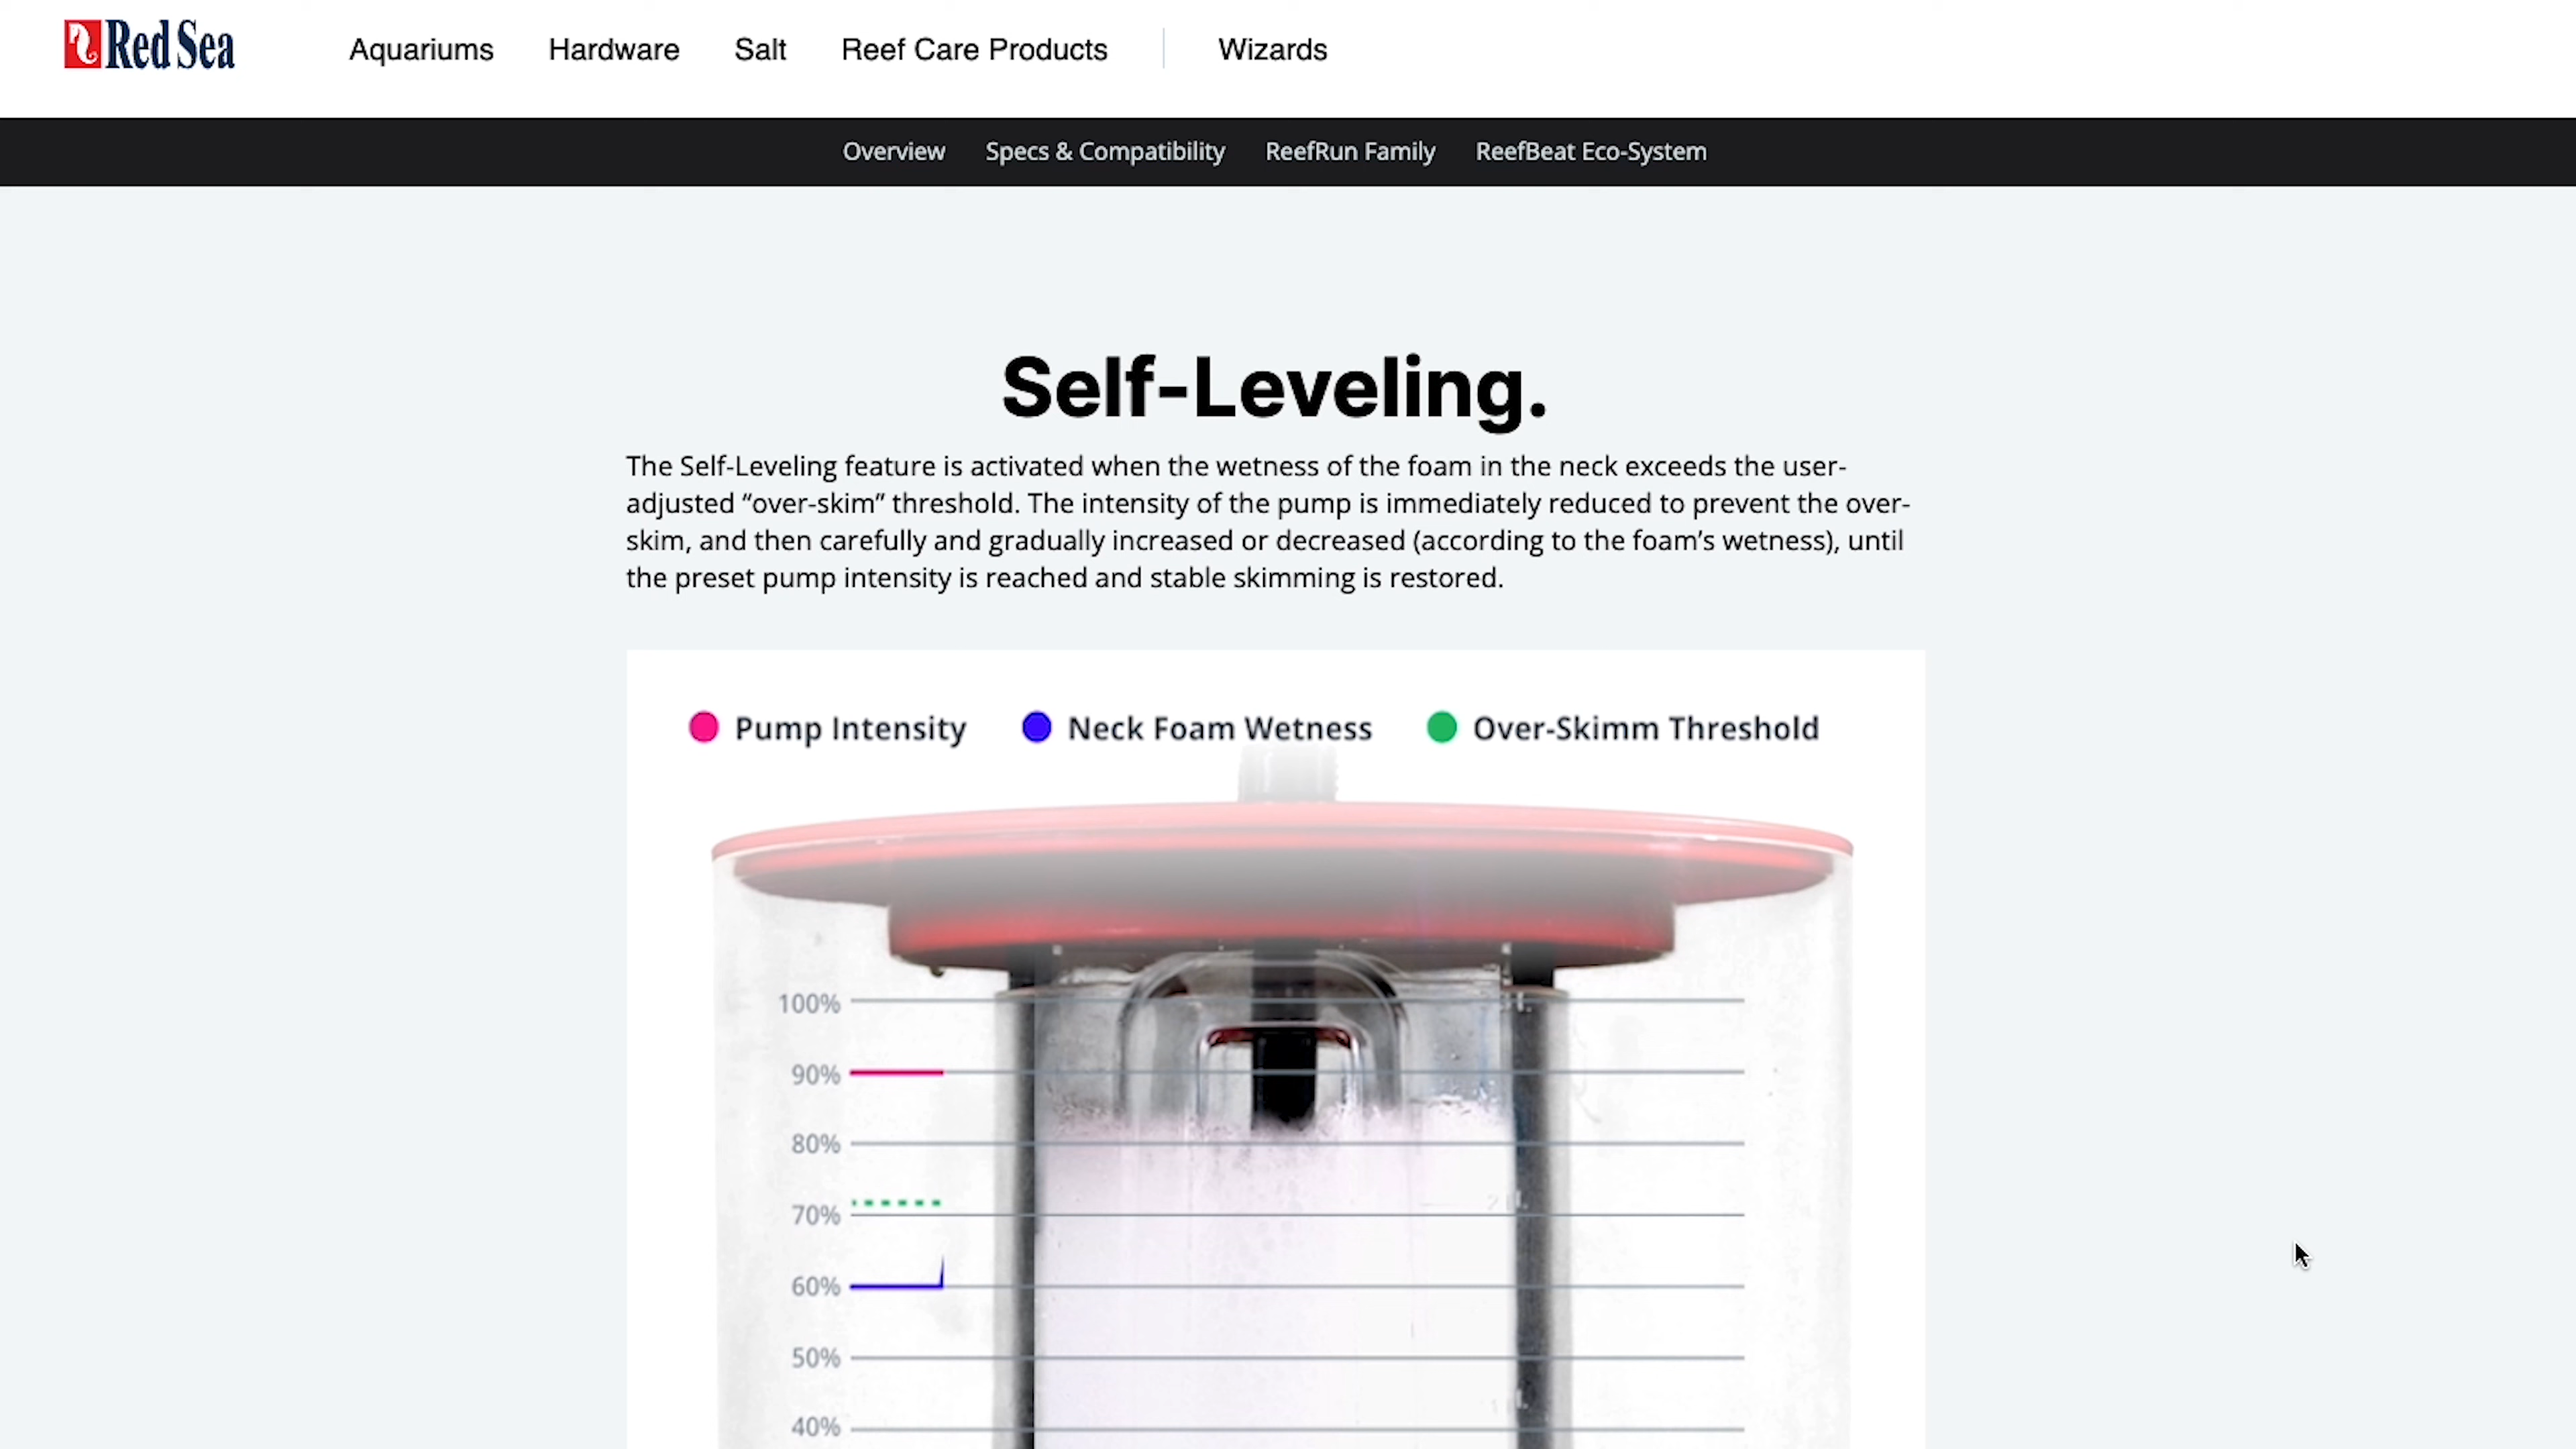 Red Sea
Aquariums Hardware Salt Reef Care Products Wizards
Overview Specs & Compatibility ReefRun Family ReefBeat Eco-System
Self-Leveling.
The Self-Leveling feature is activated when the wetness of the foam in the neck exceeds the user-
adjusted “over-skim” threshold. The intensity of the pump is immediately reduced to prevent the over-
skim, and then carefully and gradually increased or decreased (according to the foam’s wetness), until
the preset pump intensity is reached and stable skimming is restored.
Pump Intensity Neck Foam Wetness Over-Skimm Threshold
100%
90%
80%
70%
60%
50%
40%